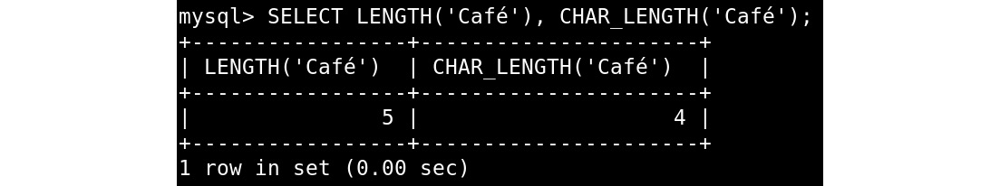 mysql> SELECT LENGTH('Café'), CHAR_LENGTH('Café');
+-----------------+----------------------+
| LENGTH('Café')  | CHAR_LENGTH('Café')  |
+-----------------+----------------------+
|               5 |                    4 |
+-----------------+----------------------+
1 row in set (0.00 sec)